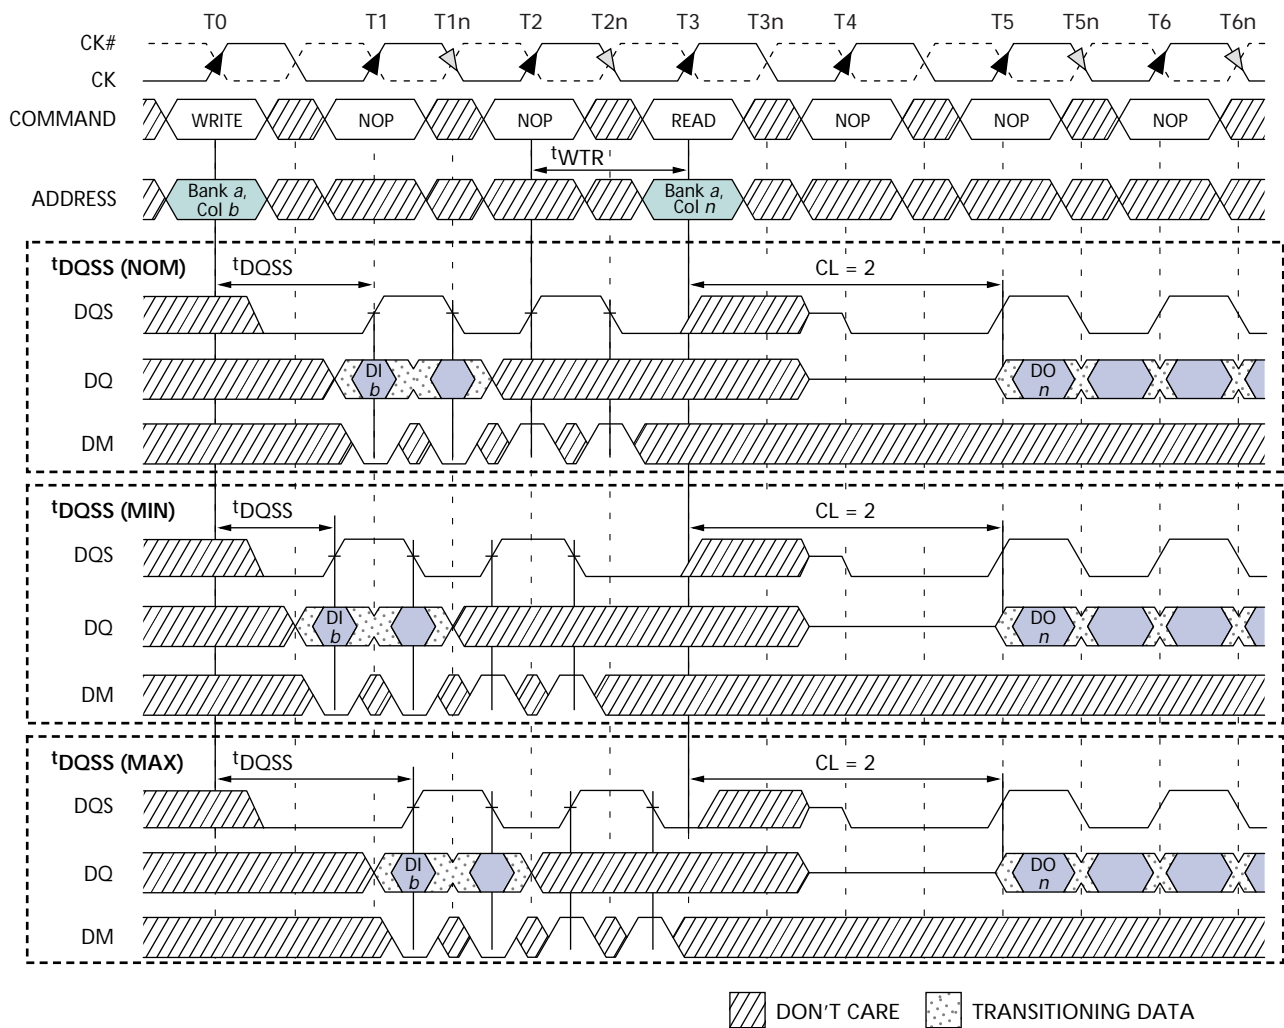 T0 T1 T1n T2 T2n T3 T3n T4 T5 T5n T6 T6n
CK#
CK
COMMAND WRITE NOP NOP READ NOP NOP NOP
tWTR
ADDRESS Bank a, Col b Bank a, Col n
tDQSS (NOM) tDQSS CL = 2
DQS
DQ DI b DO n
DM
tDQSS (MIN) tDQSS CL = 2
DQS
DQ DI b DO n
DM
tDQSS (MAX) tDQSS CL = 2
DQS
DQ DI b DO n
DM
DON'T CARE TRANSITIONING DATA